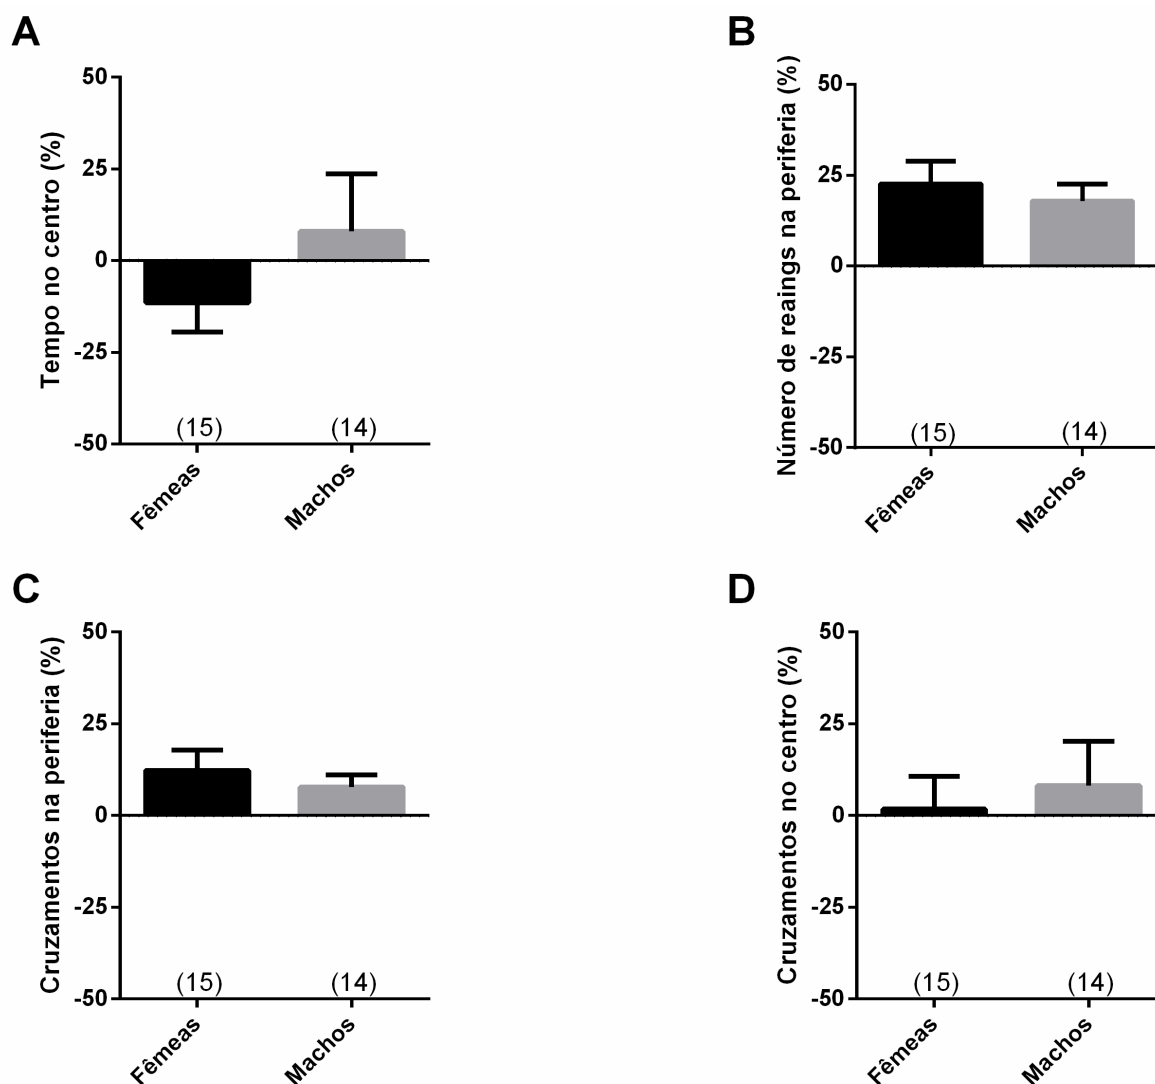 A
Tempo no centro (%)
50
25
0
-25
-50
(15)
(14)
Fêmeas
Machos
B
Número de reaings na periferia (%)
50
25
0
-25
-50
(15)
(14)
Fêmeas
Machos
C
Cruzamentos na periferia (%)
50
25
0
-25
-50
(15)
(14)
Fêmeas
Machos
D
Cruzamentos no centro (%)
50
25
0
-25
-50
(15)
(14)
Fêmeas
Machos